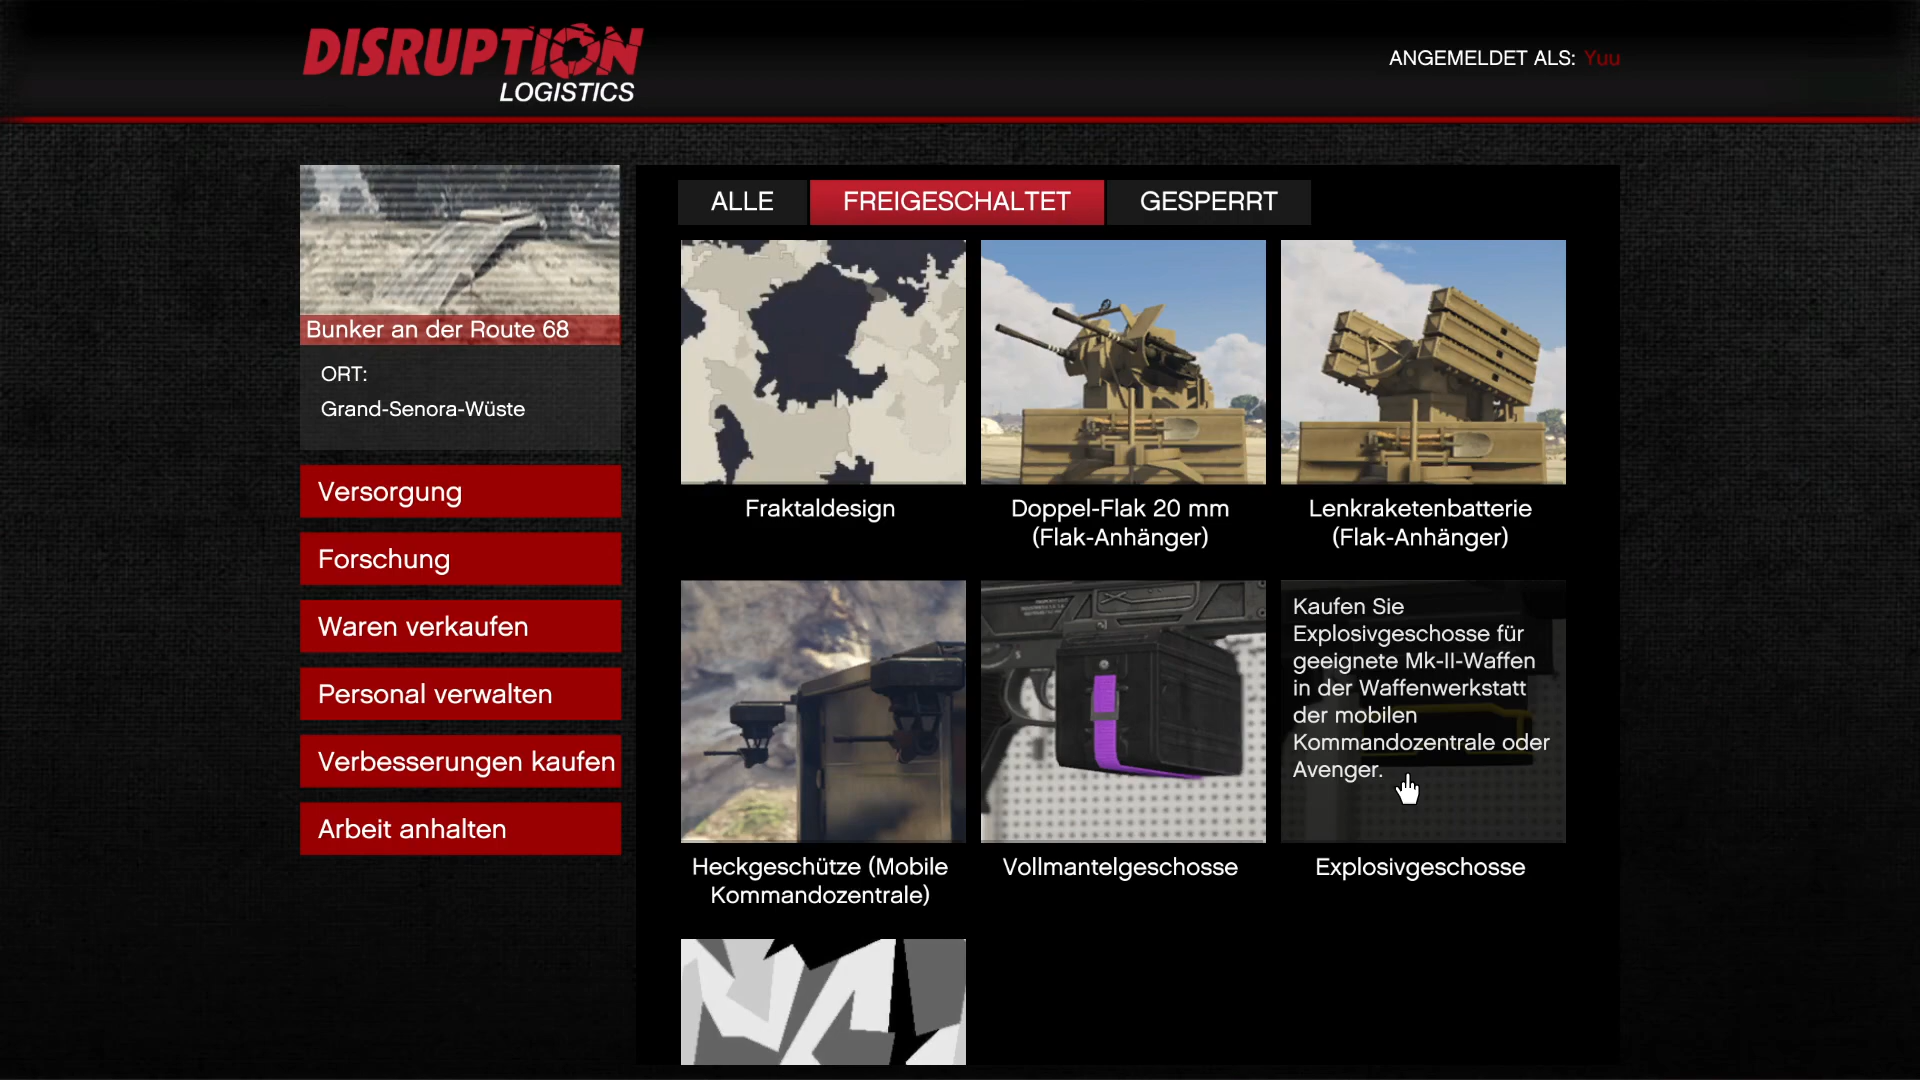 DISRUPTION
LOGISTICS
ANGEMELDET ALS: Yuu
Bunker an der Route 68
ORT:
Grand-Senora-Wüste
Versorgung
Forschung
Waren verkaufen
Personal verwalten
Verbesserungen kaufen
Arbeit anhalten
ALLE
FREIGESCHALTET
GESPERRT
Fraktaldesign
Doppel-Flak 20 mm
(Flak-Anhänger)
Lenkraketenbatterie
(Flak-Anhänger)
Heckgeschütze (Mobile
Kommandozentrale)
Vollmantelgeschosse
Kaufen Sie
Explosivgeschosse für
geeignete Mk-II-Waffen
in der Waffenwerkstatt
der mobilen
Kommandozentrale oder
Avenger.
Explosivgeschosse